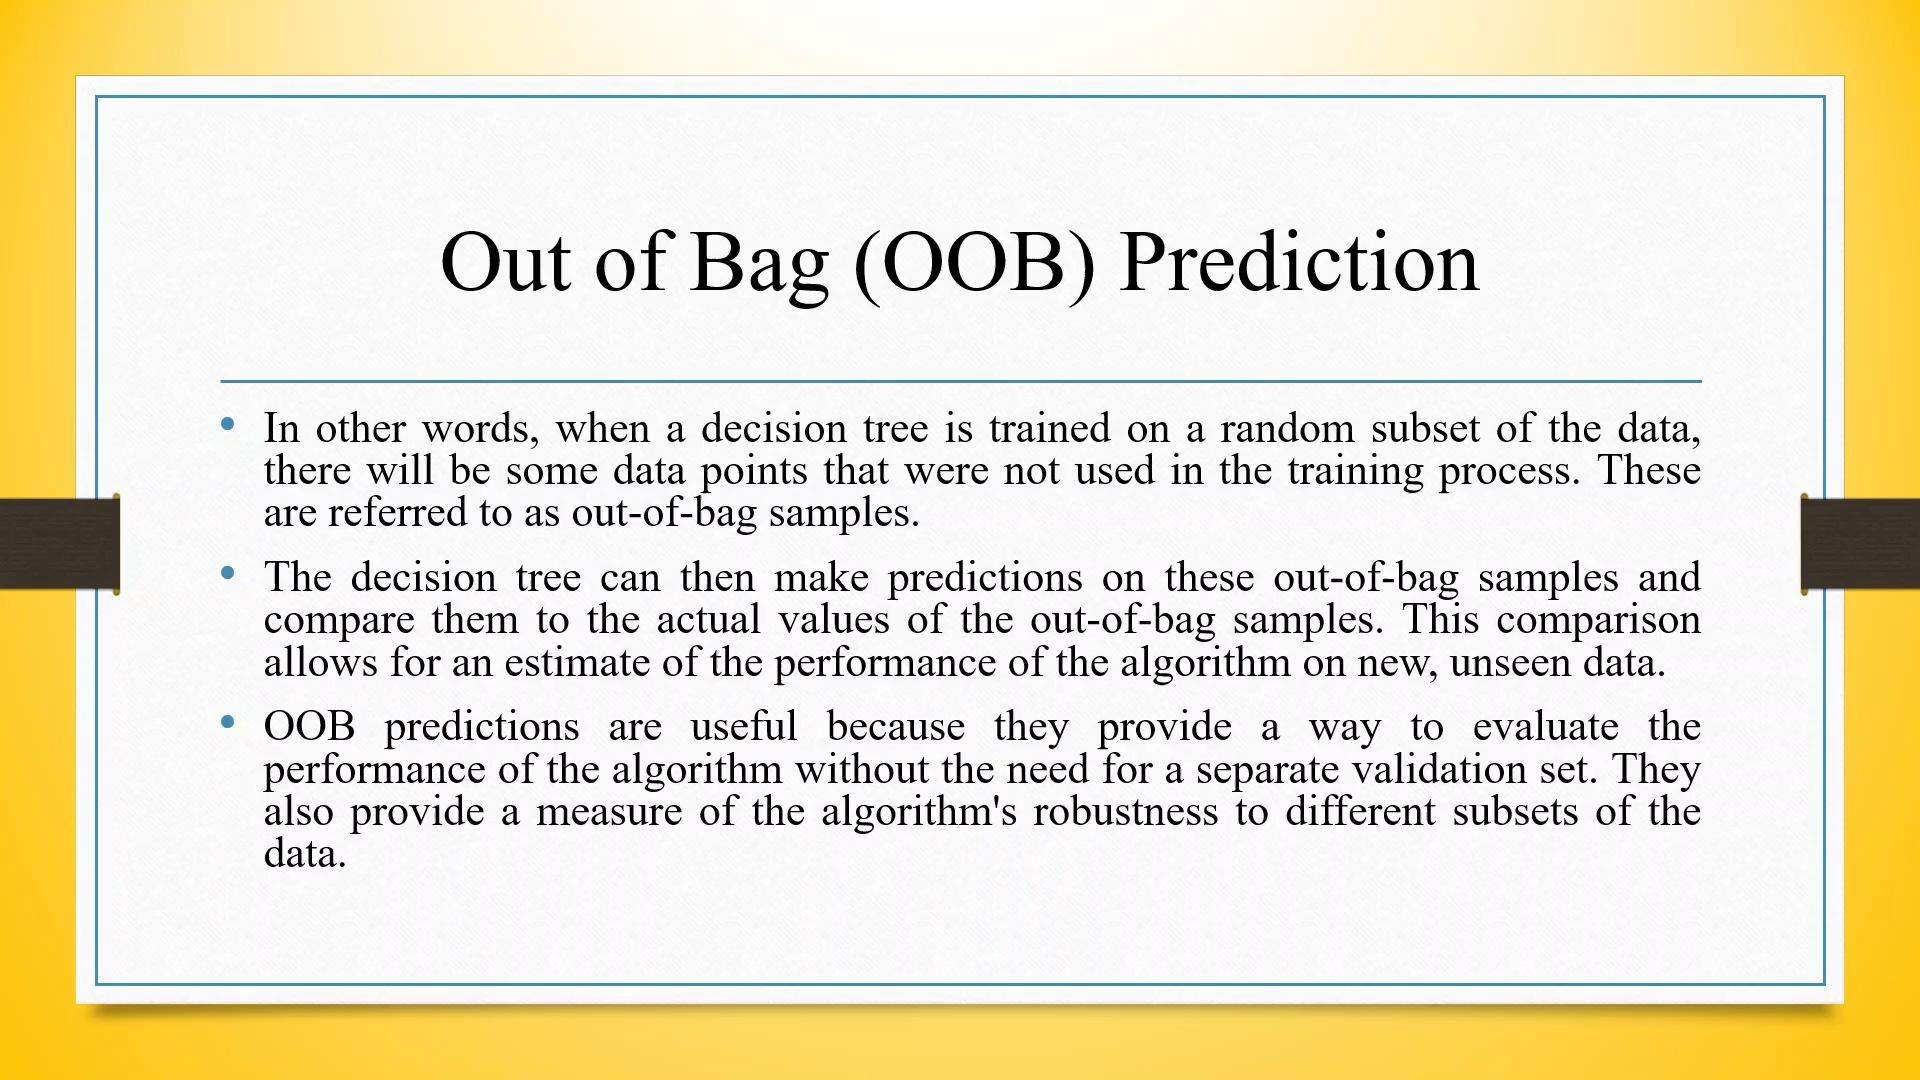 Out of Bag (OOB) Prediction
• In other words, when a decision tree is trained on a random subset of the data,
there will be some data points that were not used in the training process. These
are referred to as out-of-bag samples.
• The decision tree can then make predictions on these out-of-bag samples and
compare them to the actual values of the out-of-bag samples. This comparison
allows for an estimate of the performance of the algorithm on new, unseen data.
• OOB predictions are useful because they provide a way to evaluate the
performance of the algorithm without the need for a separate validation set. They
also provide a measure of the algorithm's robustness to different subsets of the
data.